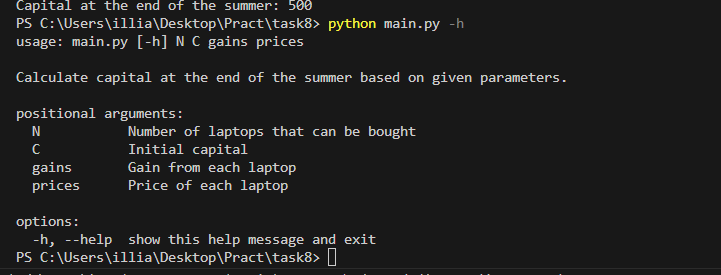 Capital at the end of the summer: 500
PS C:\Users\illia\Desktop\Pract\task8> python main.py -h
usage: main.py [-h] N C gains prices
Calculate capital at the end of the summer based on given parameters.
positional arguments:
N Number of laptops that can be bought
C Initial capital
gains Gain from each laptop
prices Price of each laptop
options:
-h, --help show this help message and exit
PS C:\Users\illia\Desktop\Pract\task8>